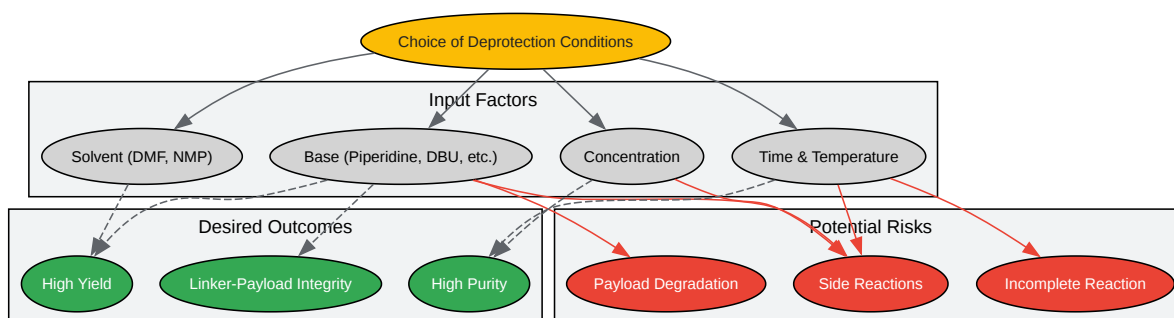 Choice of Deprotection Conditions
Input Factors
Solvent (DMF, NMP)
Base (Piperidine, DBU, etc.)
Concentration
Time & Temperature
Desired Outcomes
Potential Risks
High Yield
Linker-Payload Integrity
High Purity
Payload Degradation
Side Reactions
Incomplete Reaction